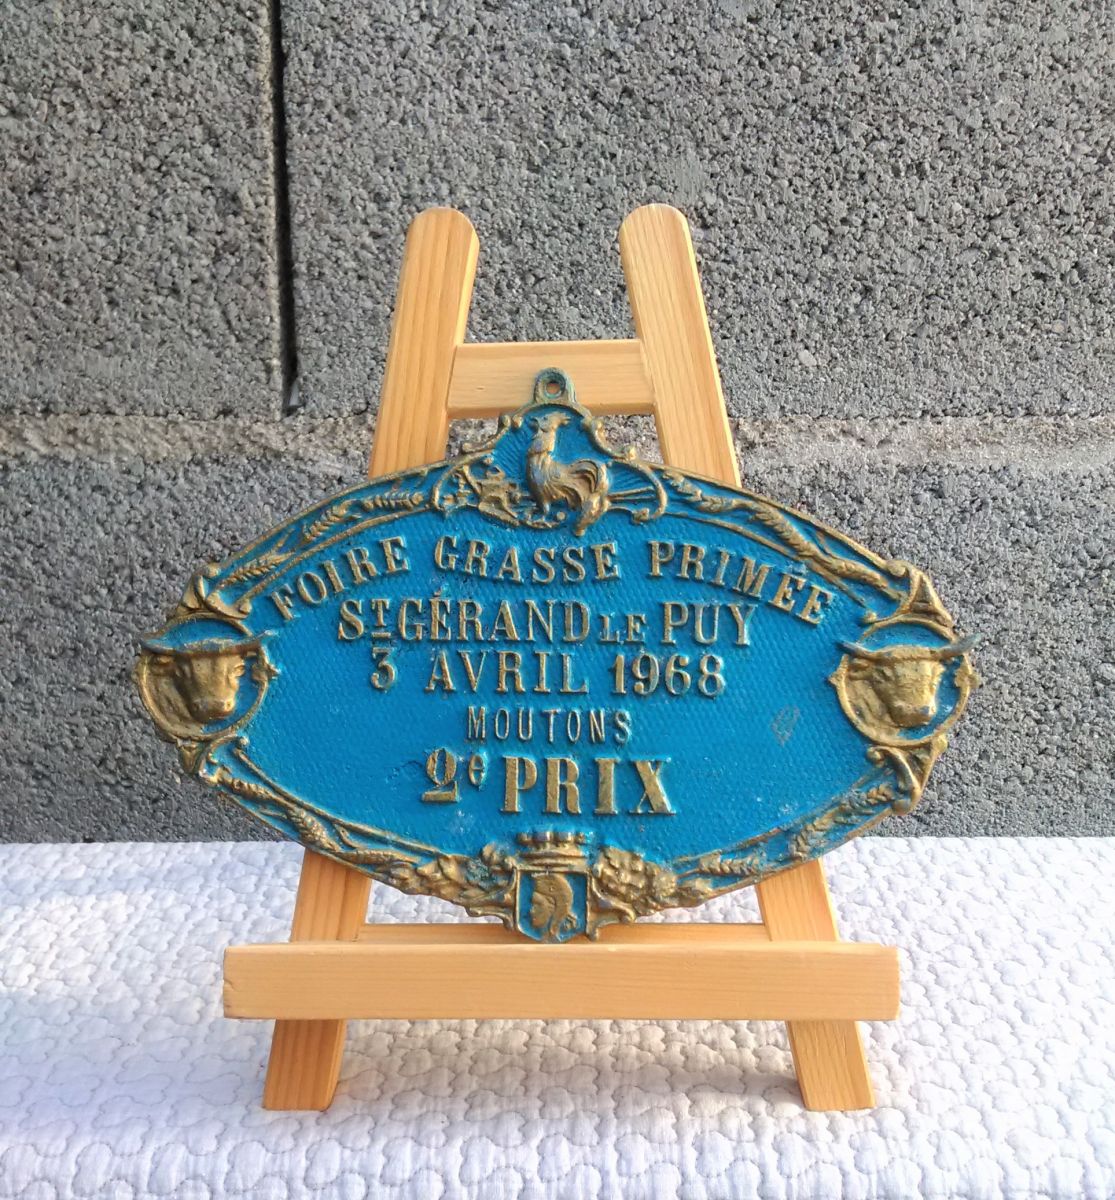 FOIRE GRASSE PRIMÉE
ST GÉRAND LE PUY
3 AVRIL 1968
MOUTONS
2e PRIX